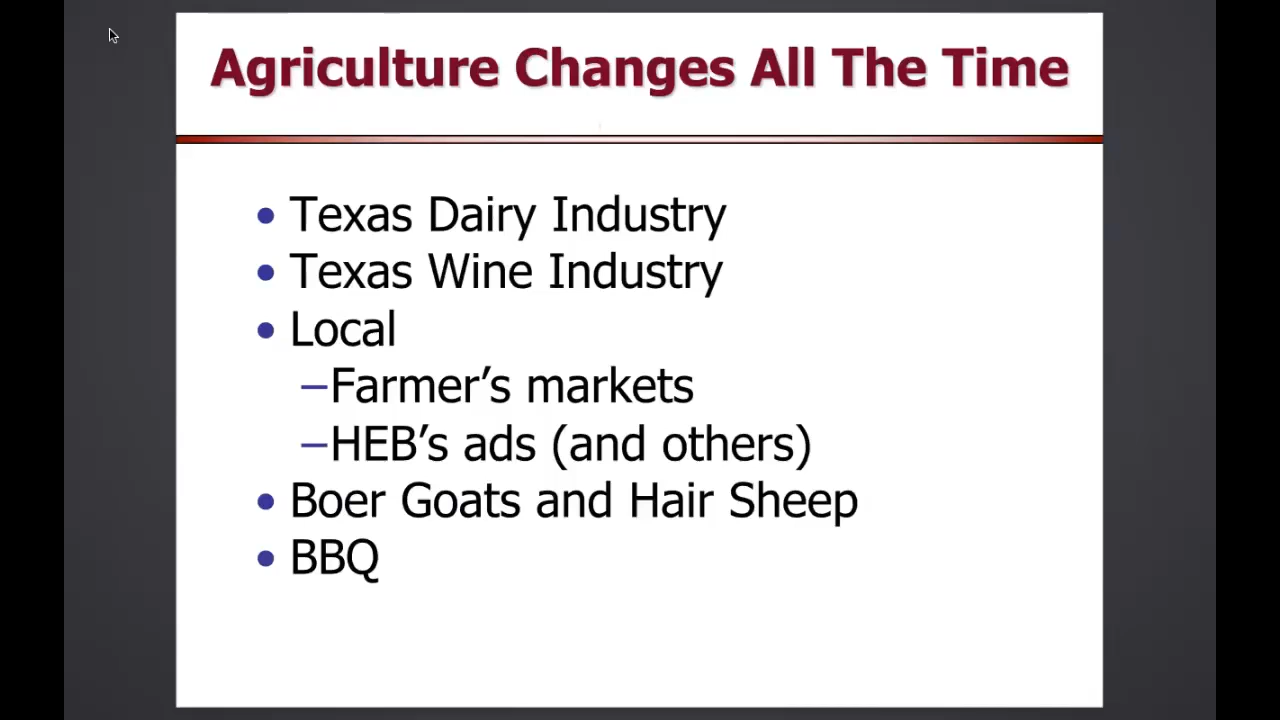 Agriculture Changes All The Time
• Texas Dairy Industry
• Texas Wine Industry
• Local
–Farmer’s markets
–HEB’s ads (and others)
• Boer Goats and Hair Sheep
• BBQ